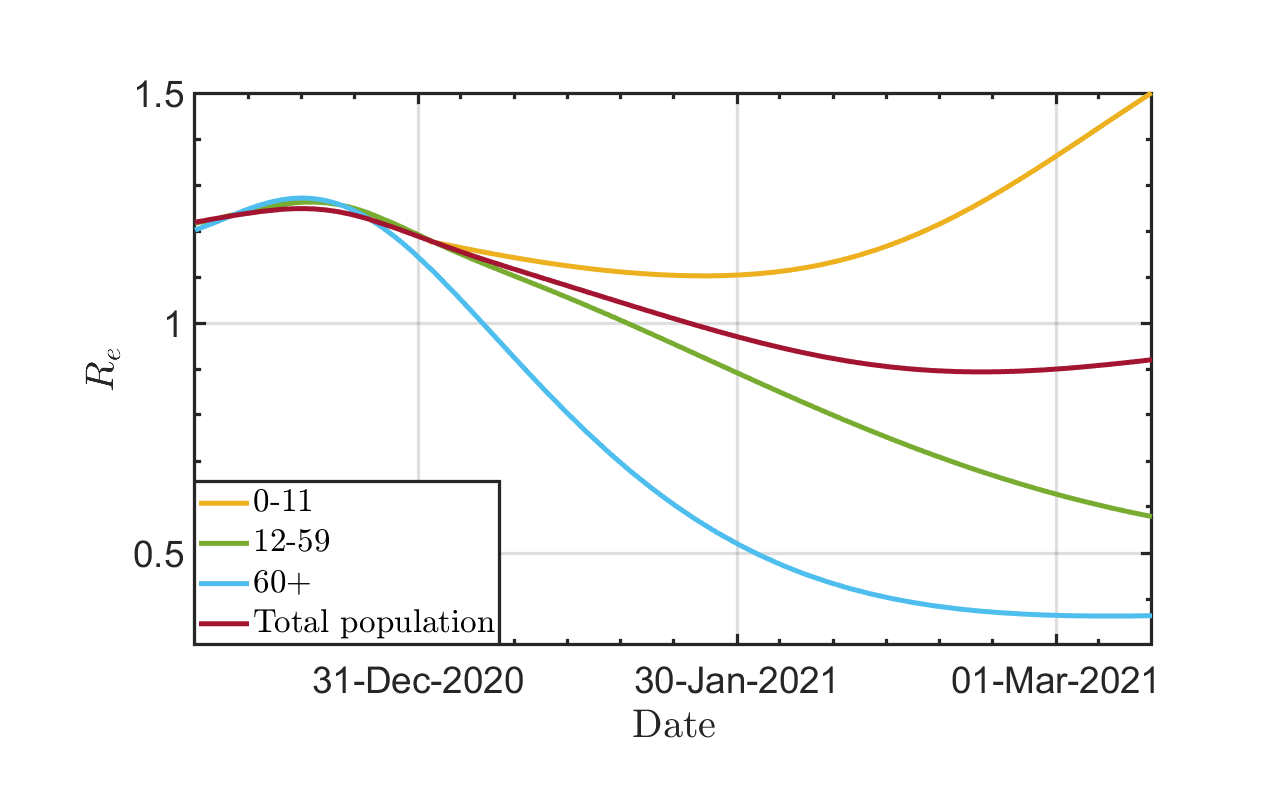 1.5
1
0.5
R_e
0-11
12-59
60+
Total population
31-Dec-2020
30-Jan-2021
01-Mar-2021
Date